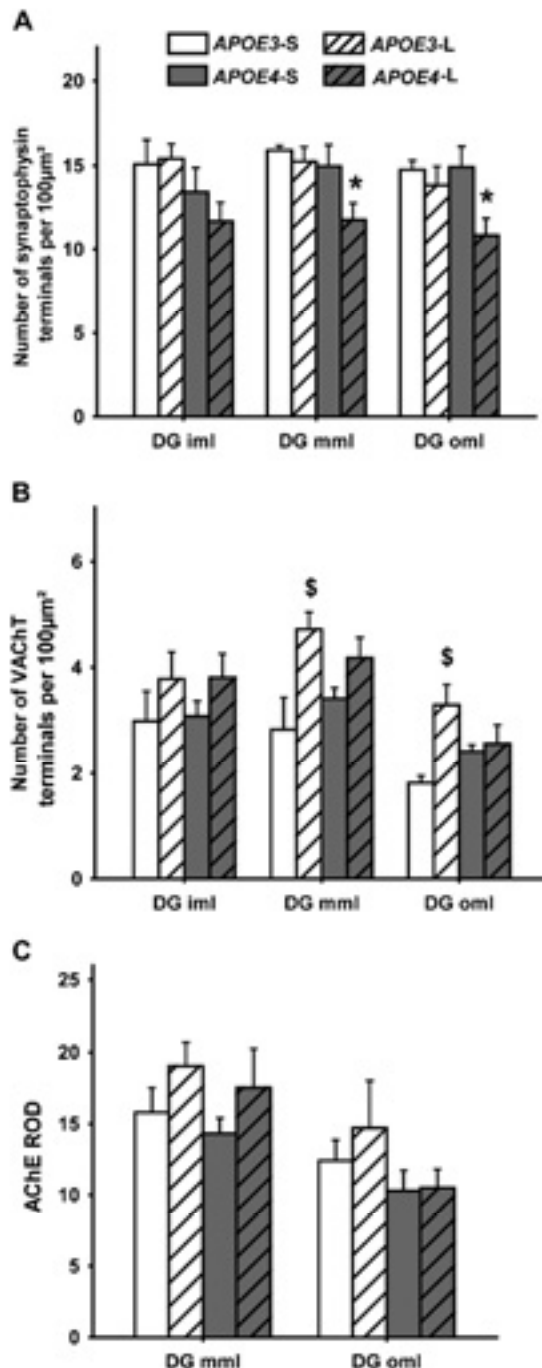 A
APOE3-S APOE3-L
APOE4-S APOE4-L
Number of synaptophysin
terminals per 100µm²
20
15
10
5
0
DG iml DG mml DG oml
* *
B
Number of VAChT
terminals per 100µm²
6
4
2
0
$ $
DG iml DG mml DG oml
C
AChE ROD
25
20
15
10
5
0
DG mml DG oml